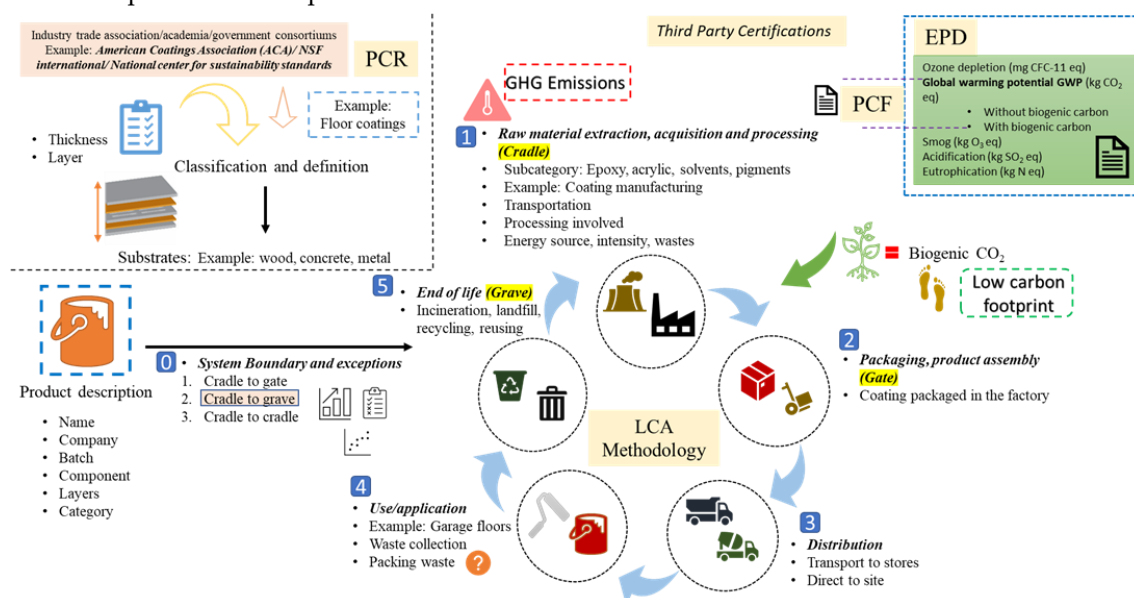 Industry trade association/academia/government consortiums
Example: American Coatings Association (ACA)/ NSF
international/ National center for sustainability standards
PCR
Example:
Floor coatings
• Thickness
• Layer
Classification and definition
Substrates: Example: wood, concrete, metal
Third Party Certifications
GHG Emissions
PCF
EPD
Ozone depletion (mg CFC-11 eq)
Global warming potential GWP (kg CO2
eq)
• Without biogenic carbon
• With biogenic carbon
Smog (kg O3 eq)
Acidification (kg SO2 eq)
Eutrophication (kg N eq)
1
• Raw material extraction, acquisition and processing
(Cradle)
• Subcategory: Epoxy, acrylic, solvents, pigments
• Example: Coating manufacturing
• Transportation
• Processing involved
• Energy source, intensity, wastes
= Biogenic CO2
Low carbon
footprint
5
• End of life (Grave)
• Incineration, landfill,
recycling, reusing
0
• System Boundary and exceptions
1. Cradle to gate
2. Cradle to grave
3. Cradle to cradle
Product description
• Name
• Company
• Batch
• Component
• Layers
• Category
2
• Packaging, product assembly
(Gate)
• Coating packaged in the factory
LCA
Methodology
4
• Use/application
• Example: Garage floors
• Waste collection
• Packing waste ?
3
• Distribution
• Transport to stores
• Direct to site